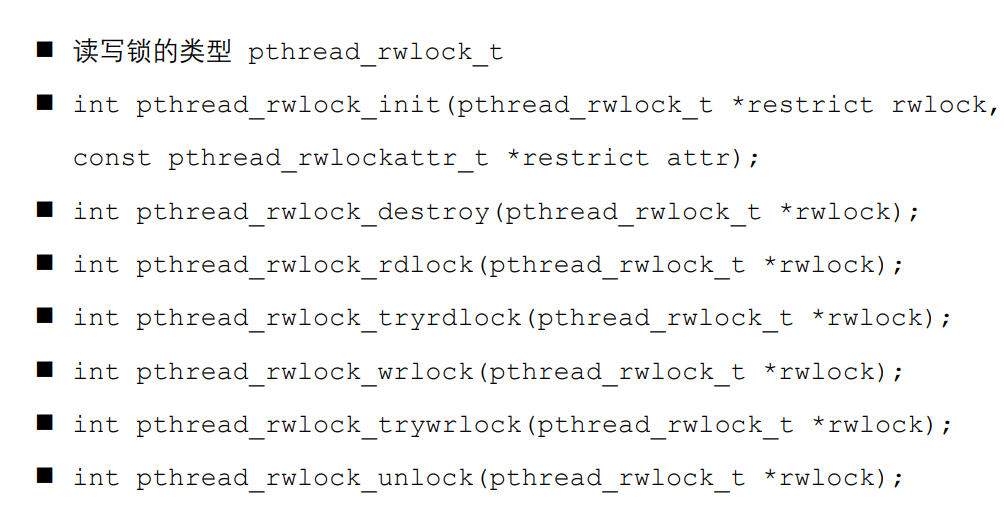 ■ 读写锁的类型 pthread_rwlock_t
■ int pthread_rwlock_init(pthread_rwlock_t *restrict rwlock,
const pthread_rwlockattr_t *restrict attr);
■ int pthread_rwlock_destroy(pthread_rwlock_t *rwlock);
■ int pthread_rwlock_rdlock(pthread_rwlock_t *rwlock);
■ int pthread_rwlock_tryrdlock(pthread_rwlock_t *rwlock);
■ int pthread_rwlock_wrlock(pthread_rwlock_t *rwlock);
■ int pthread_rwlock_trywrlock(pthread_rwlock_t *rwlock);
■ int pthread_rwlock_unlock(pthread_rwlock_t *rwlock);